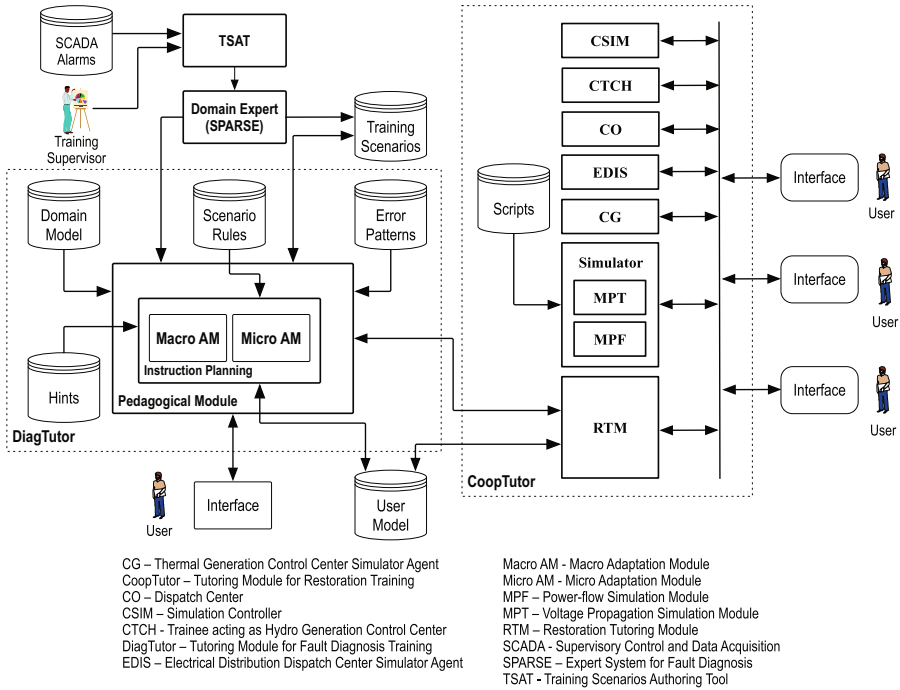 SCADA
Alarms
TSAT
Training
Supervisor
Domain Expert
(SPARSE)
Training
Scenarios
Domain
Model
Scenario
Rules
Error
Patterns
Macro AM
Micro AM
Instruction Planning
Pedagogical Module
Hints
DiagTutor
User
Interface
User
Model
CSIM
CTCH
CO
EDIS
CG
Scripts
Simulator
MPT
MPF
RTM
CoopTutor
Interface
User
Interface
User
Interface
User
CG – Thermal Generation Control Center Simulator Agent
CoopTutor – Tutoring Module for Restoration Training
CO – Dispatch Center
CSIM – Simulation Controller
CTCH - Trainee acting as Hydro Generation Control Center
DiagTutor – Tutoring Module for Fault Diagnosis Training
EDIS – Electrical Distribution Dispatch Center Simulator Agent
Macro AM - Macro Adaptation Module
Micro AM - Micro Adaptation Module
MPF – Power-flow Simulation Module
MPT – Voltage Propagation Simulation Module
RTM – Restoration Tutoring Module
SCADA - Supervisory Control and Data Acquisition
SPARSE – Expert System for Fault Diagnosis
TSAT - Training Scenarios Authoring Tool